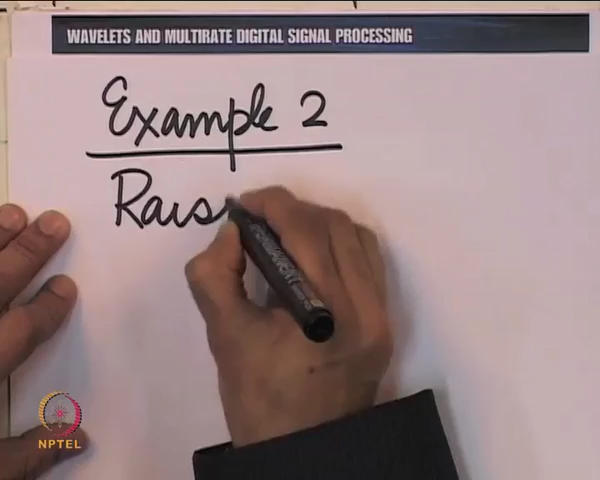 WAVELETS AND MULTIRATE DIGITAL SIGNAL PROCESSING
Example 2
Rais
NPTEL